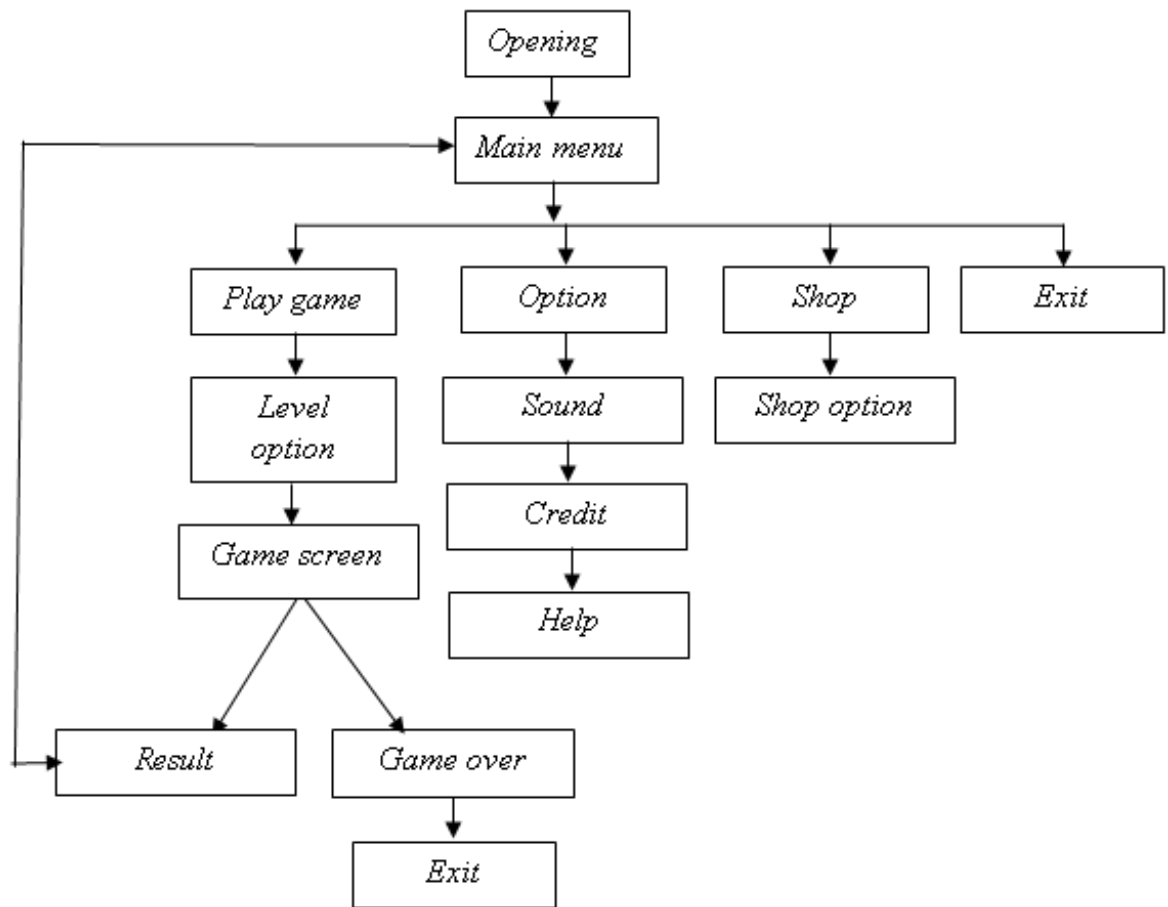 Opening
Main menu
Play game
Option
Shop
Exit
Level
option
Sound
Shop option
Credit
Game screen
Help
Result
Game over
Exit